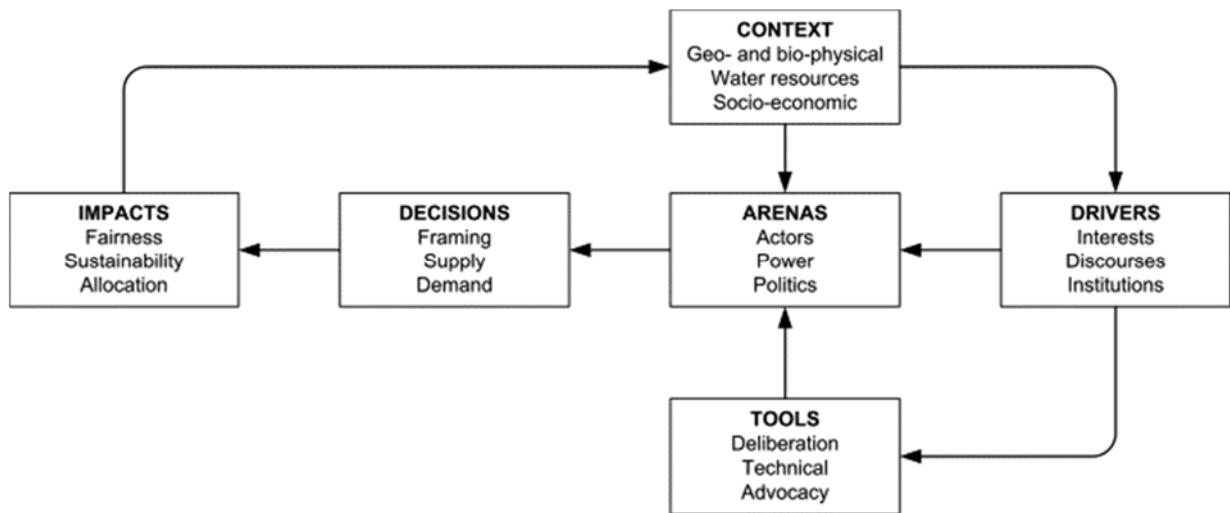 CONTEXT
Geo- and bio-physical
Water resources
Socio-economic
IMPACTS
Fairness
Sustainability
Allocation
DECISIONS
Framing
Supply
Demand
ARENAS
Actors
Power
Politics
DRIVERS
Interests
Discourses
Institutions
TOOLS
Deliberation
Technical
Advocacy